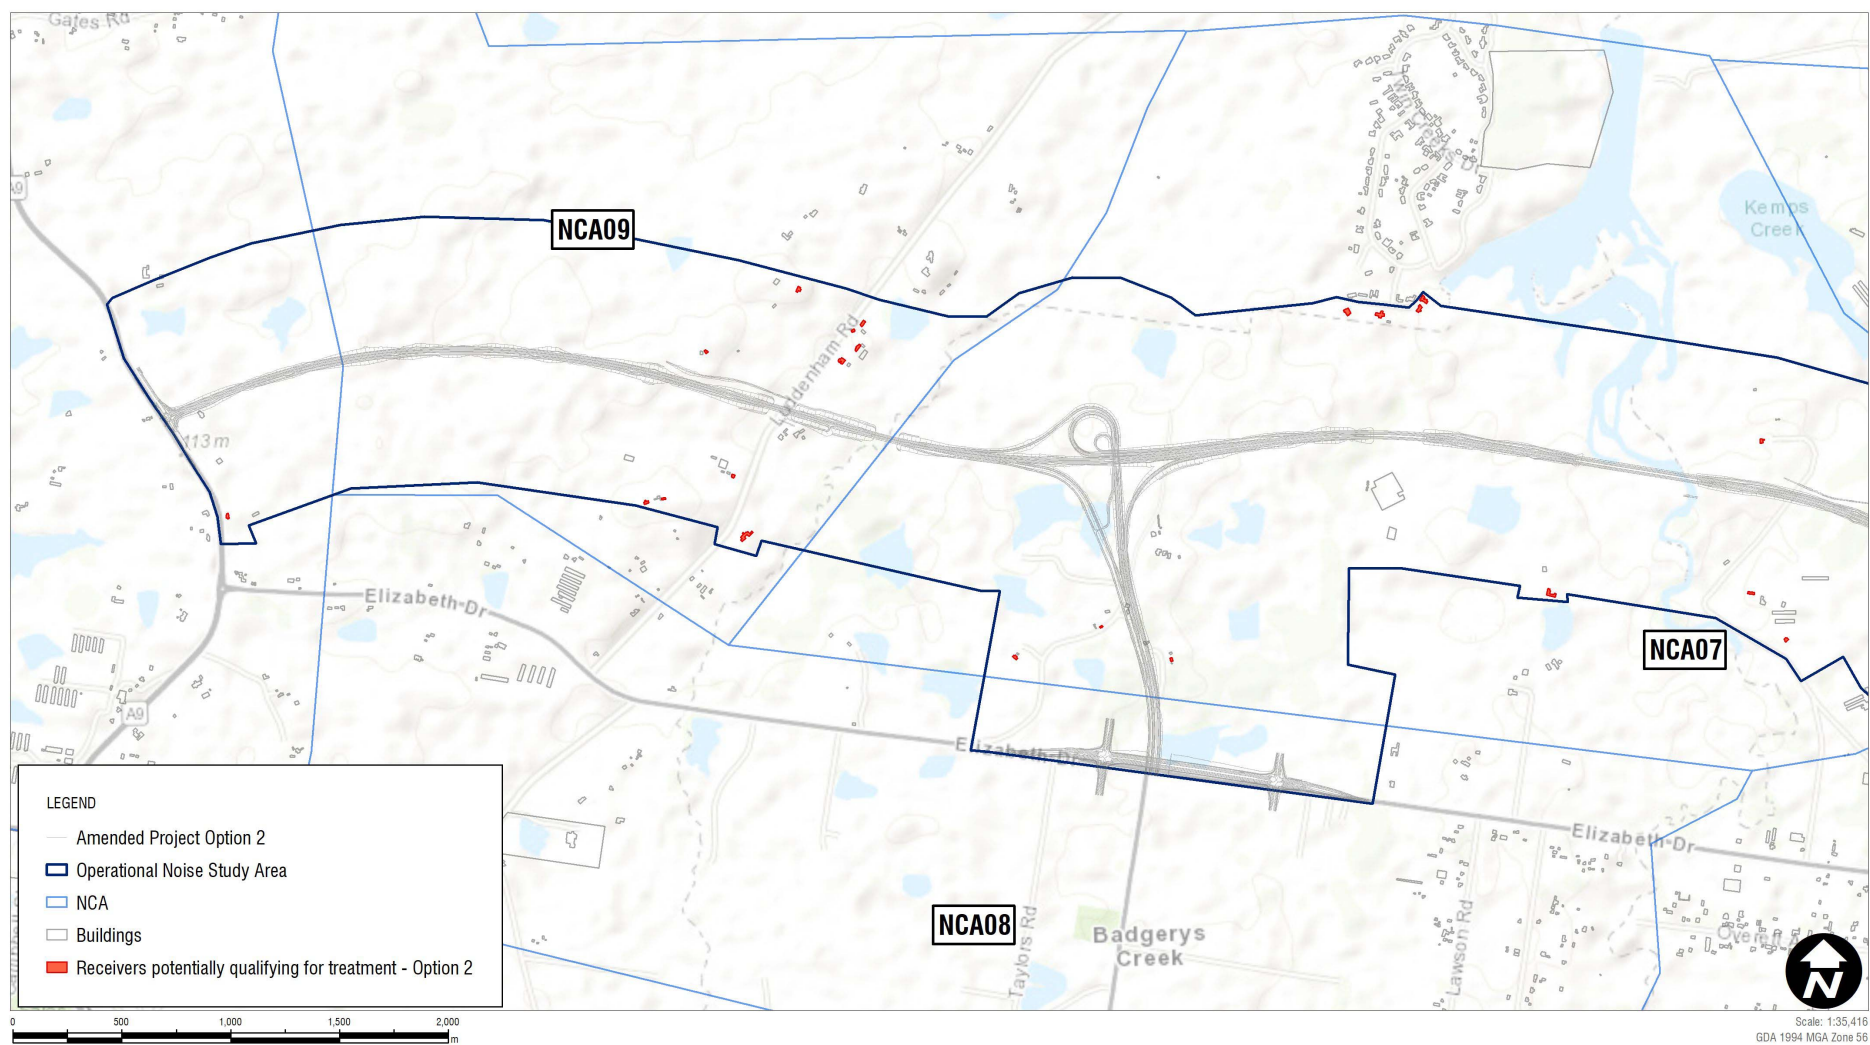 Gates Rd
A9
Twin Creeks Dr
Kemps
Creek
NCA09
Luddenham Rd
113 m
Elizabeth Dr
NCA07
A9
Elizabeth Dr
Elizabeth Dr
LEGEND
Amended Project Option 2
Operational Noise Study Area
NCA
Buildings
Receivers potentially qualifying for treatment - Option 2
NCA08
Taylors Rd
Badgerys
Creek
Lawson Rd
N
0 500 1,000 1,500 2,000
m
Scale: 1:35,416
GDA 1994 MGA Zone 56